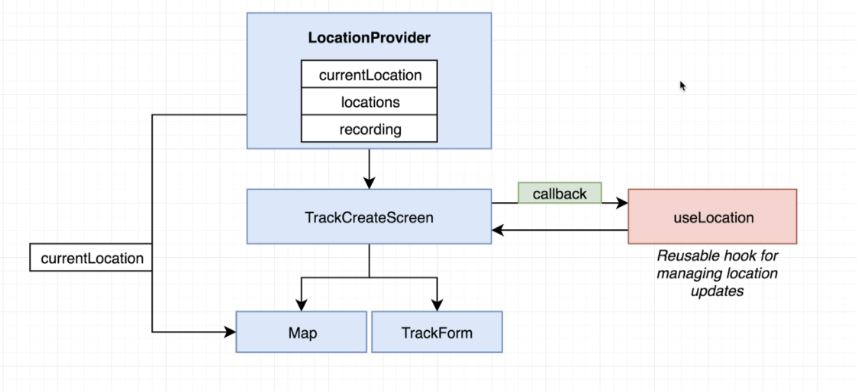 LocationProvider
currentLocation
locations
recording
callback
TrackCreateScreen
useLocation
currentLocation
Reusable hook for
managing location
updates
Map
TrackForm